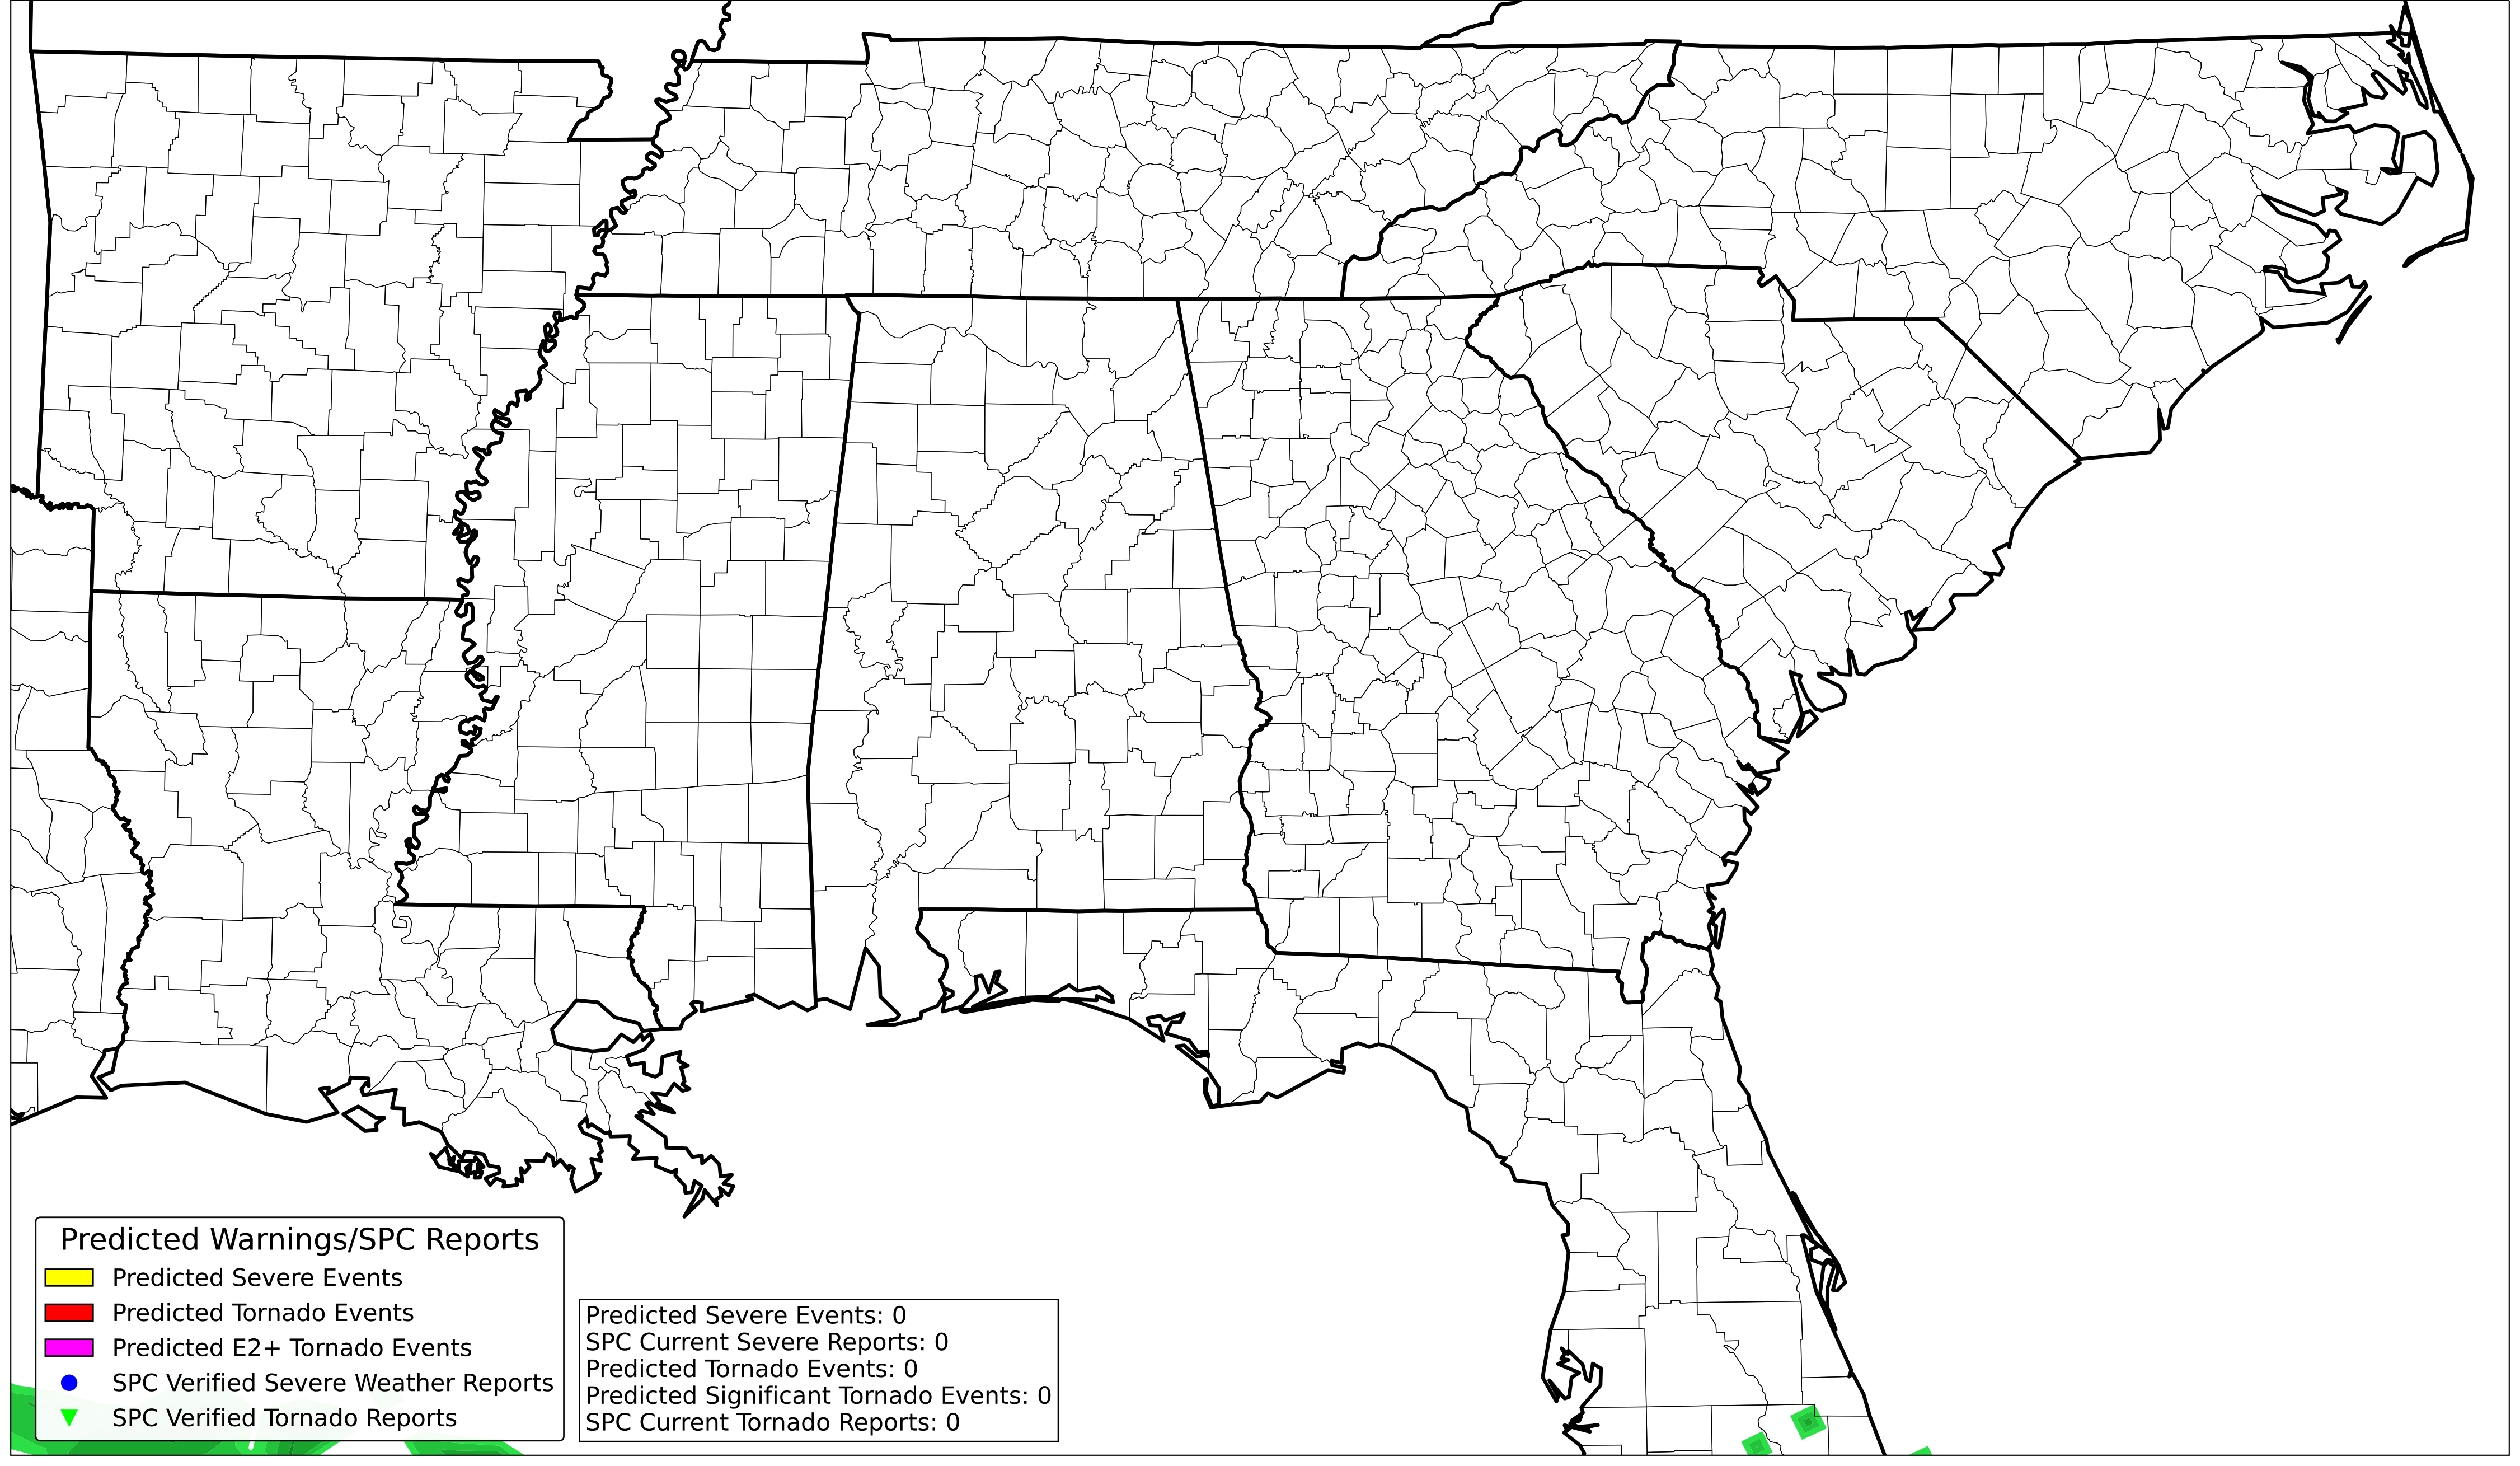 Predicted Warnings/SPC Reports
Predicted Severe Events
Predicted Tornado Events
Predicted E2+ Tornado Events
SPC Verified Severe Weather Reports
SPC Verified Tornado Reports
Predicted Severe Events: 0
SPC Current Severe Reports: 0
Predicted Tornado Events: 0
Predicted Significant Tornado Events: 0
SPC Current Tornado Reports: 0